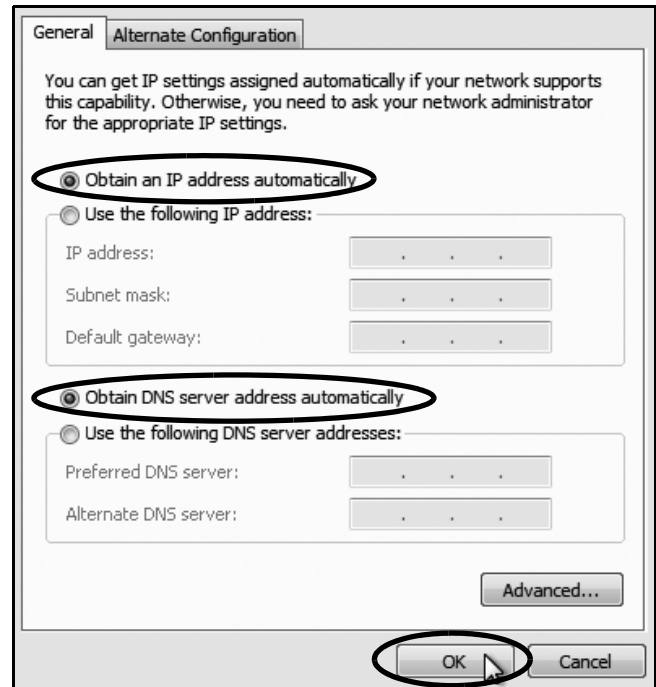 General
Alternate Configuration
You can get IP settings assigned automatically if your network supports
this capability. Otherwise, you need to ask your network administrator
for the appropriate IP settings.
Obtain an IP address automatically
Use the following IP address:
IP address:
. . .
Subnet mask:
. . .
Default gateway:
. . .
Obtain DNS server address automatically
Use the following DNS server addresses:
Preferred DNS server:
. . .
Alternate DNS server:
. . .
Advanced...
OK
Cancel